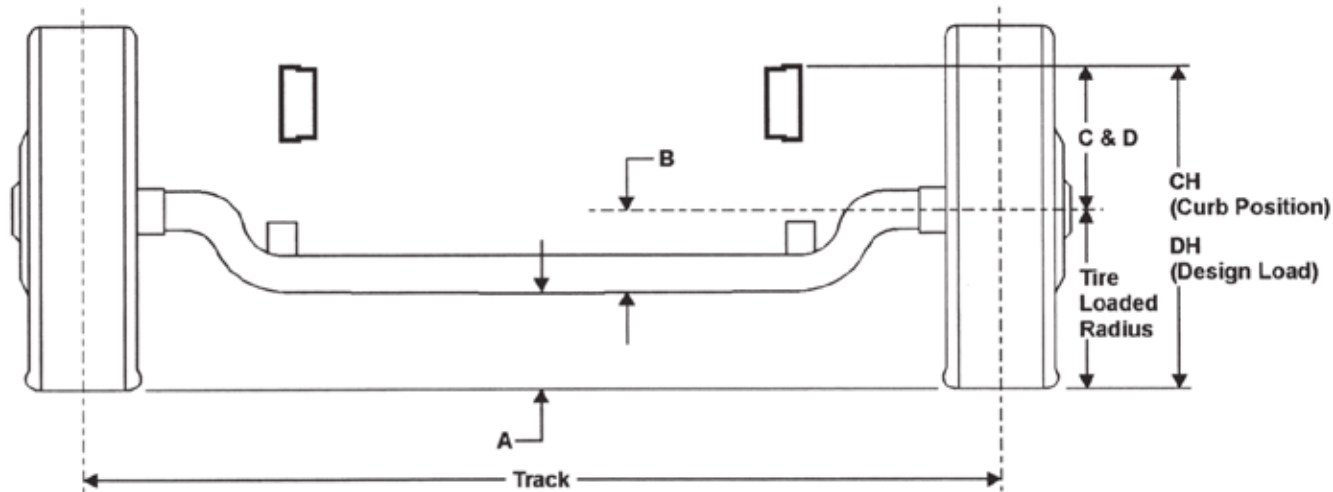 B
C & D
CH
(Curb Position)
DH
(Design Load)
Tire
Loaded
Radius
A
Track